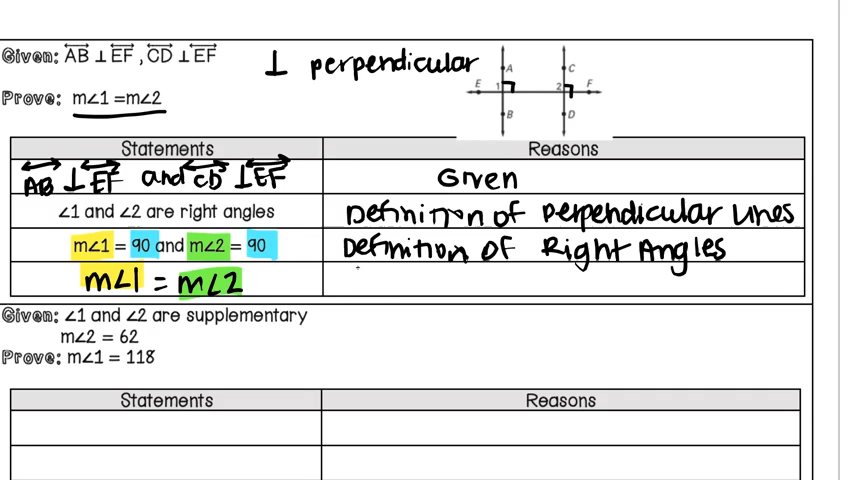 Given: AB ⊥ EF , CD ⊥ EF
⊥ perpendicular
Prove: m∠1 = m∠2
A C
E 1 2 F
B D
Statements Reasons
AB ⊥ EF and CD ⊥ EF Given
∠1 and ∠2 are right angles Definition of Perpendicular Lines
m∠1 = 90 and m∠2 = 90 Definition of Right Angles
m∠1 = m∠2
Given: ∠1 and ∠2 are supplementary
m∠2 = 62
Prove: m∠1 = 118
Statements Reasons